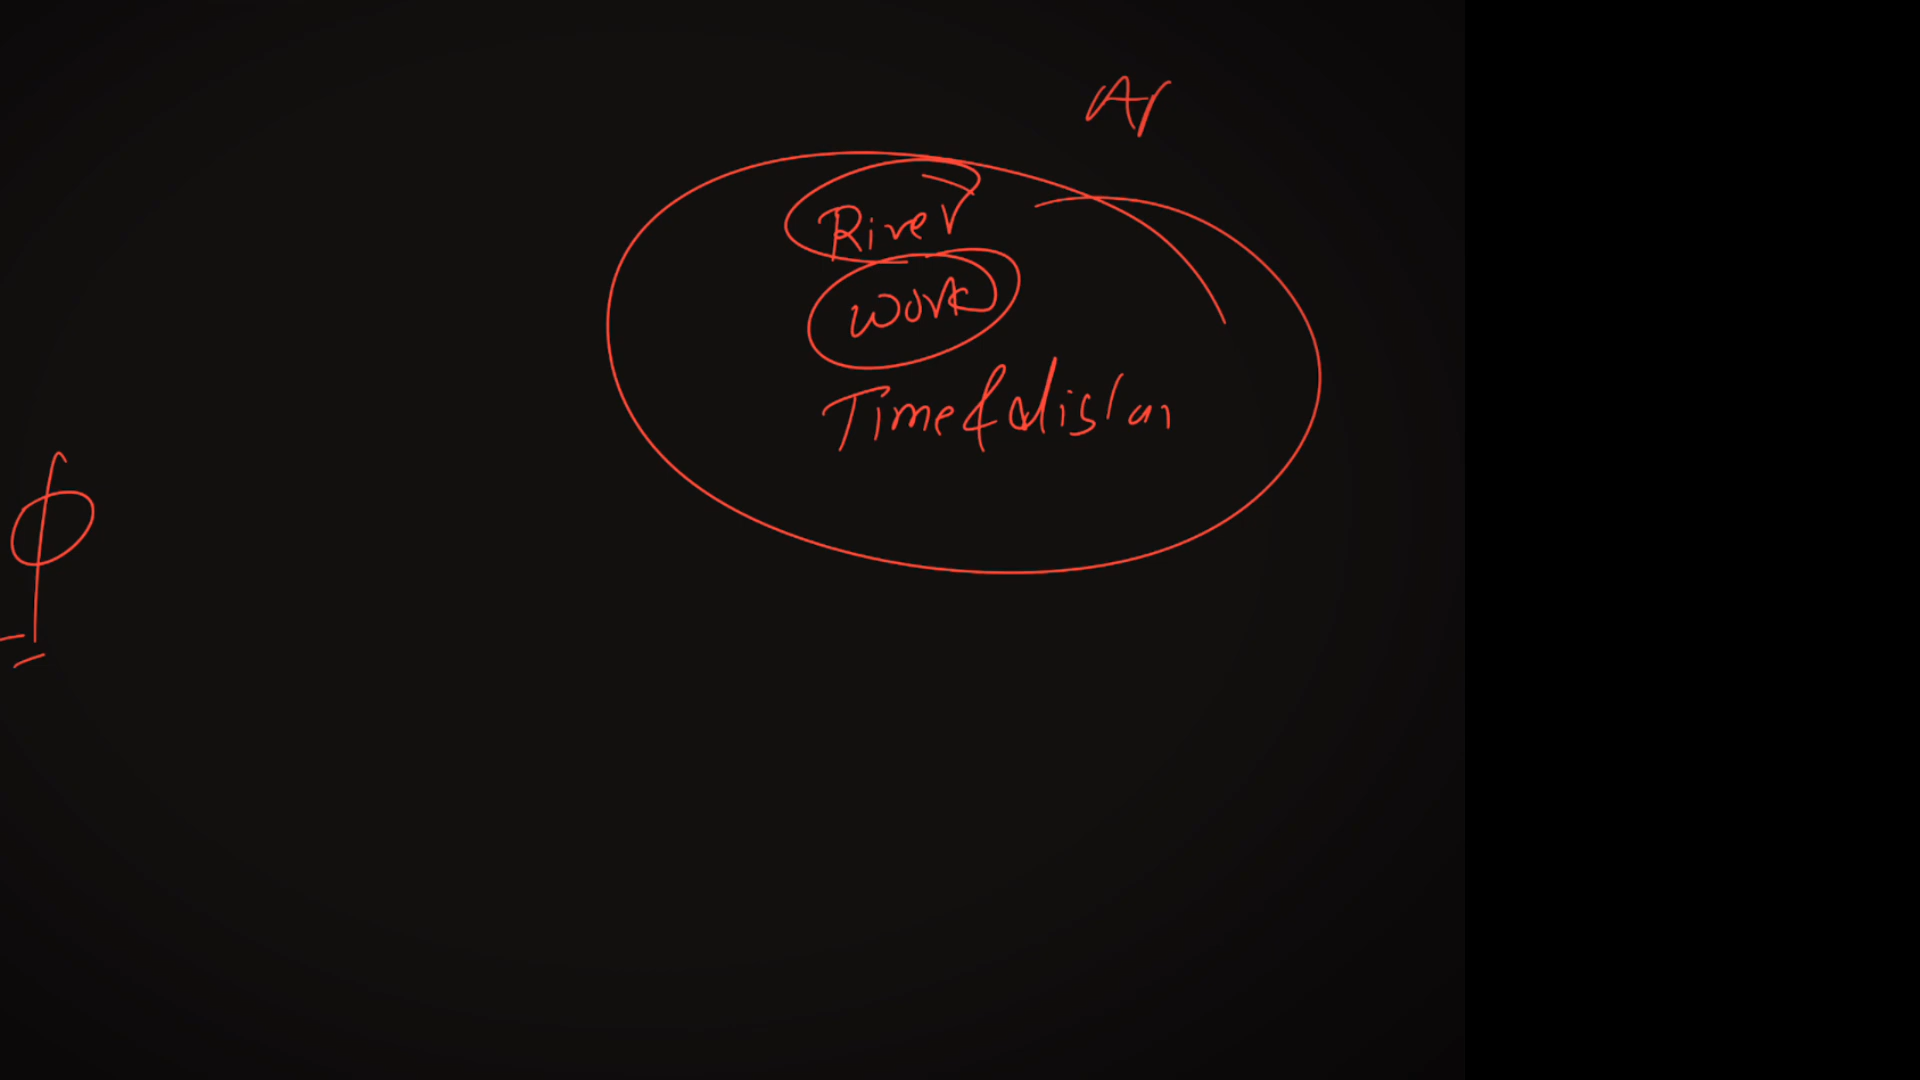 Ar
River
Work
Time & distan
ϕ